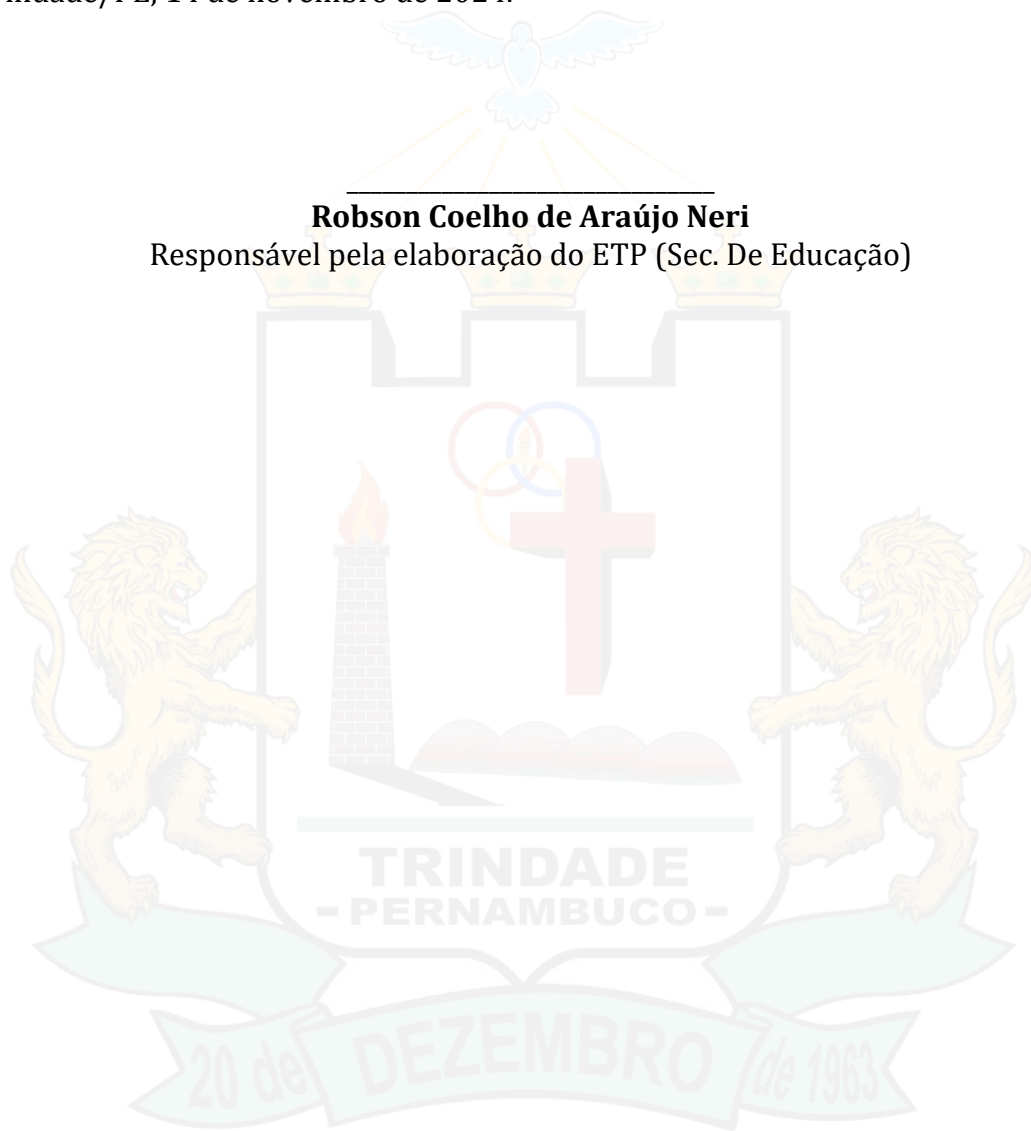 Robson Coelho de Araújo Neri
Responsável pela elaboração do ETP (Sec. De Educação)
TRINDADE
- PERNAMBUCO -
20 de DEZEMBRO de 1963